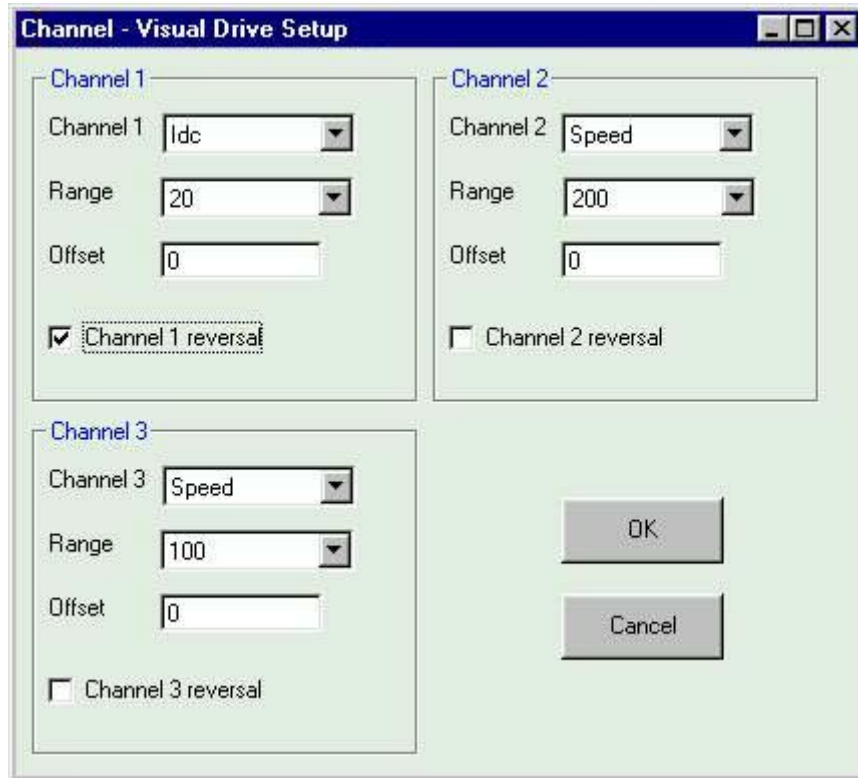 Channel - Visual Drive Setup
Channel 1
Channel 1 Idc
Range 20
Offset 0
Channel 1 reversal
Channel 2
Channel 2 Speed
Range 200
Offset 0
Channel 2 reversal
Channel 3
Channel 3 Speed
Range 100
Offset 0
Channel 3 reversal
OK
Cancel